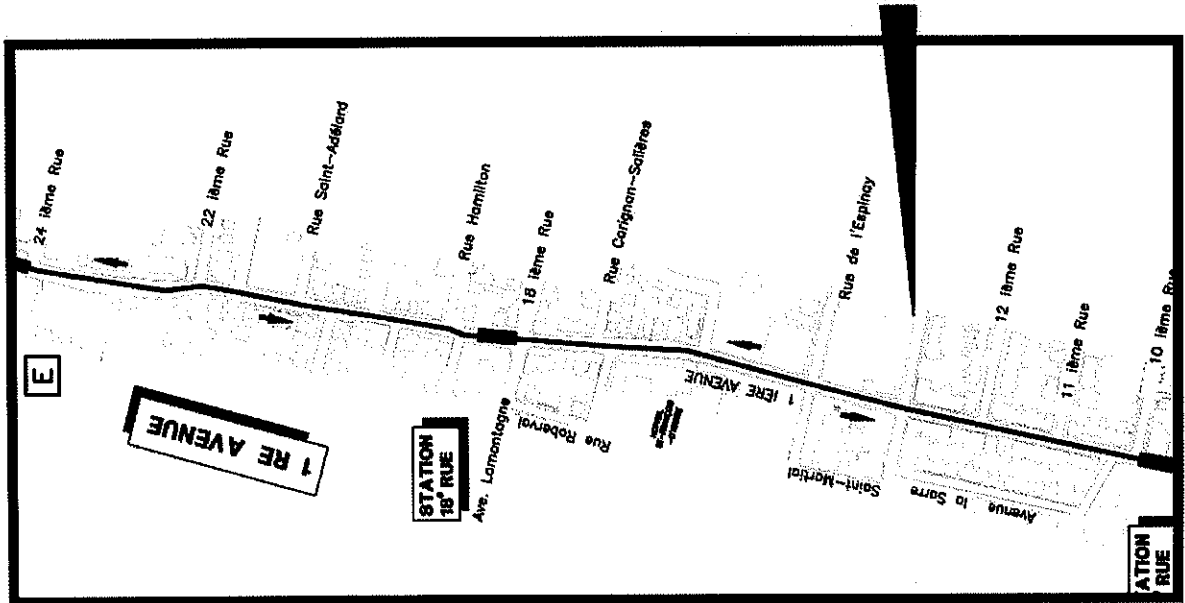 24 ième Rue
22 ième Rue
Rue Saint-Adélard
Rue Hamilton
18 ième Rue
Rue Carignan-Salières
Rue de l'Espinay
12 ième Rue
11 ième Rue
10 ième Rue
E
1 RE AVENUE
STATION
18e RUE
Ave. Lamontagne
Rue Roberval
1 IÈRE AVENUE
Saint-Martial
Avenue la Sarre
ATION
RUE